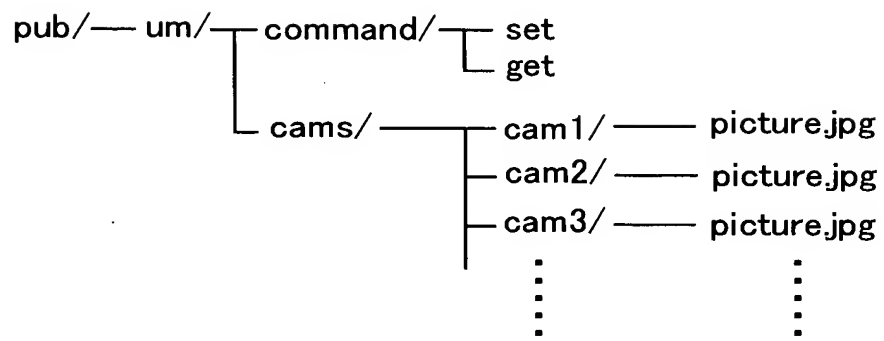 pub/ um/ command/ set
get
cams/ cam1/ picture.jpg
cam2/ picture.jpg
cam3/ picture.jpg